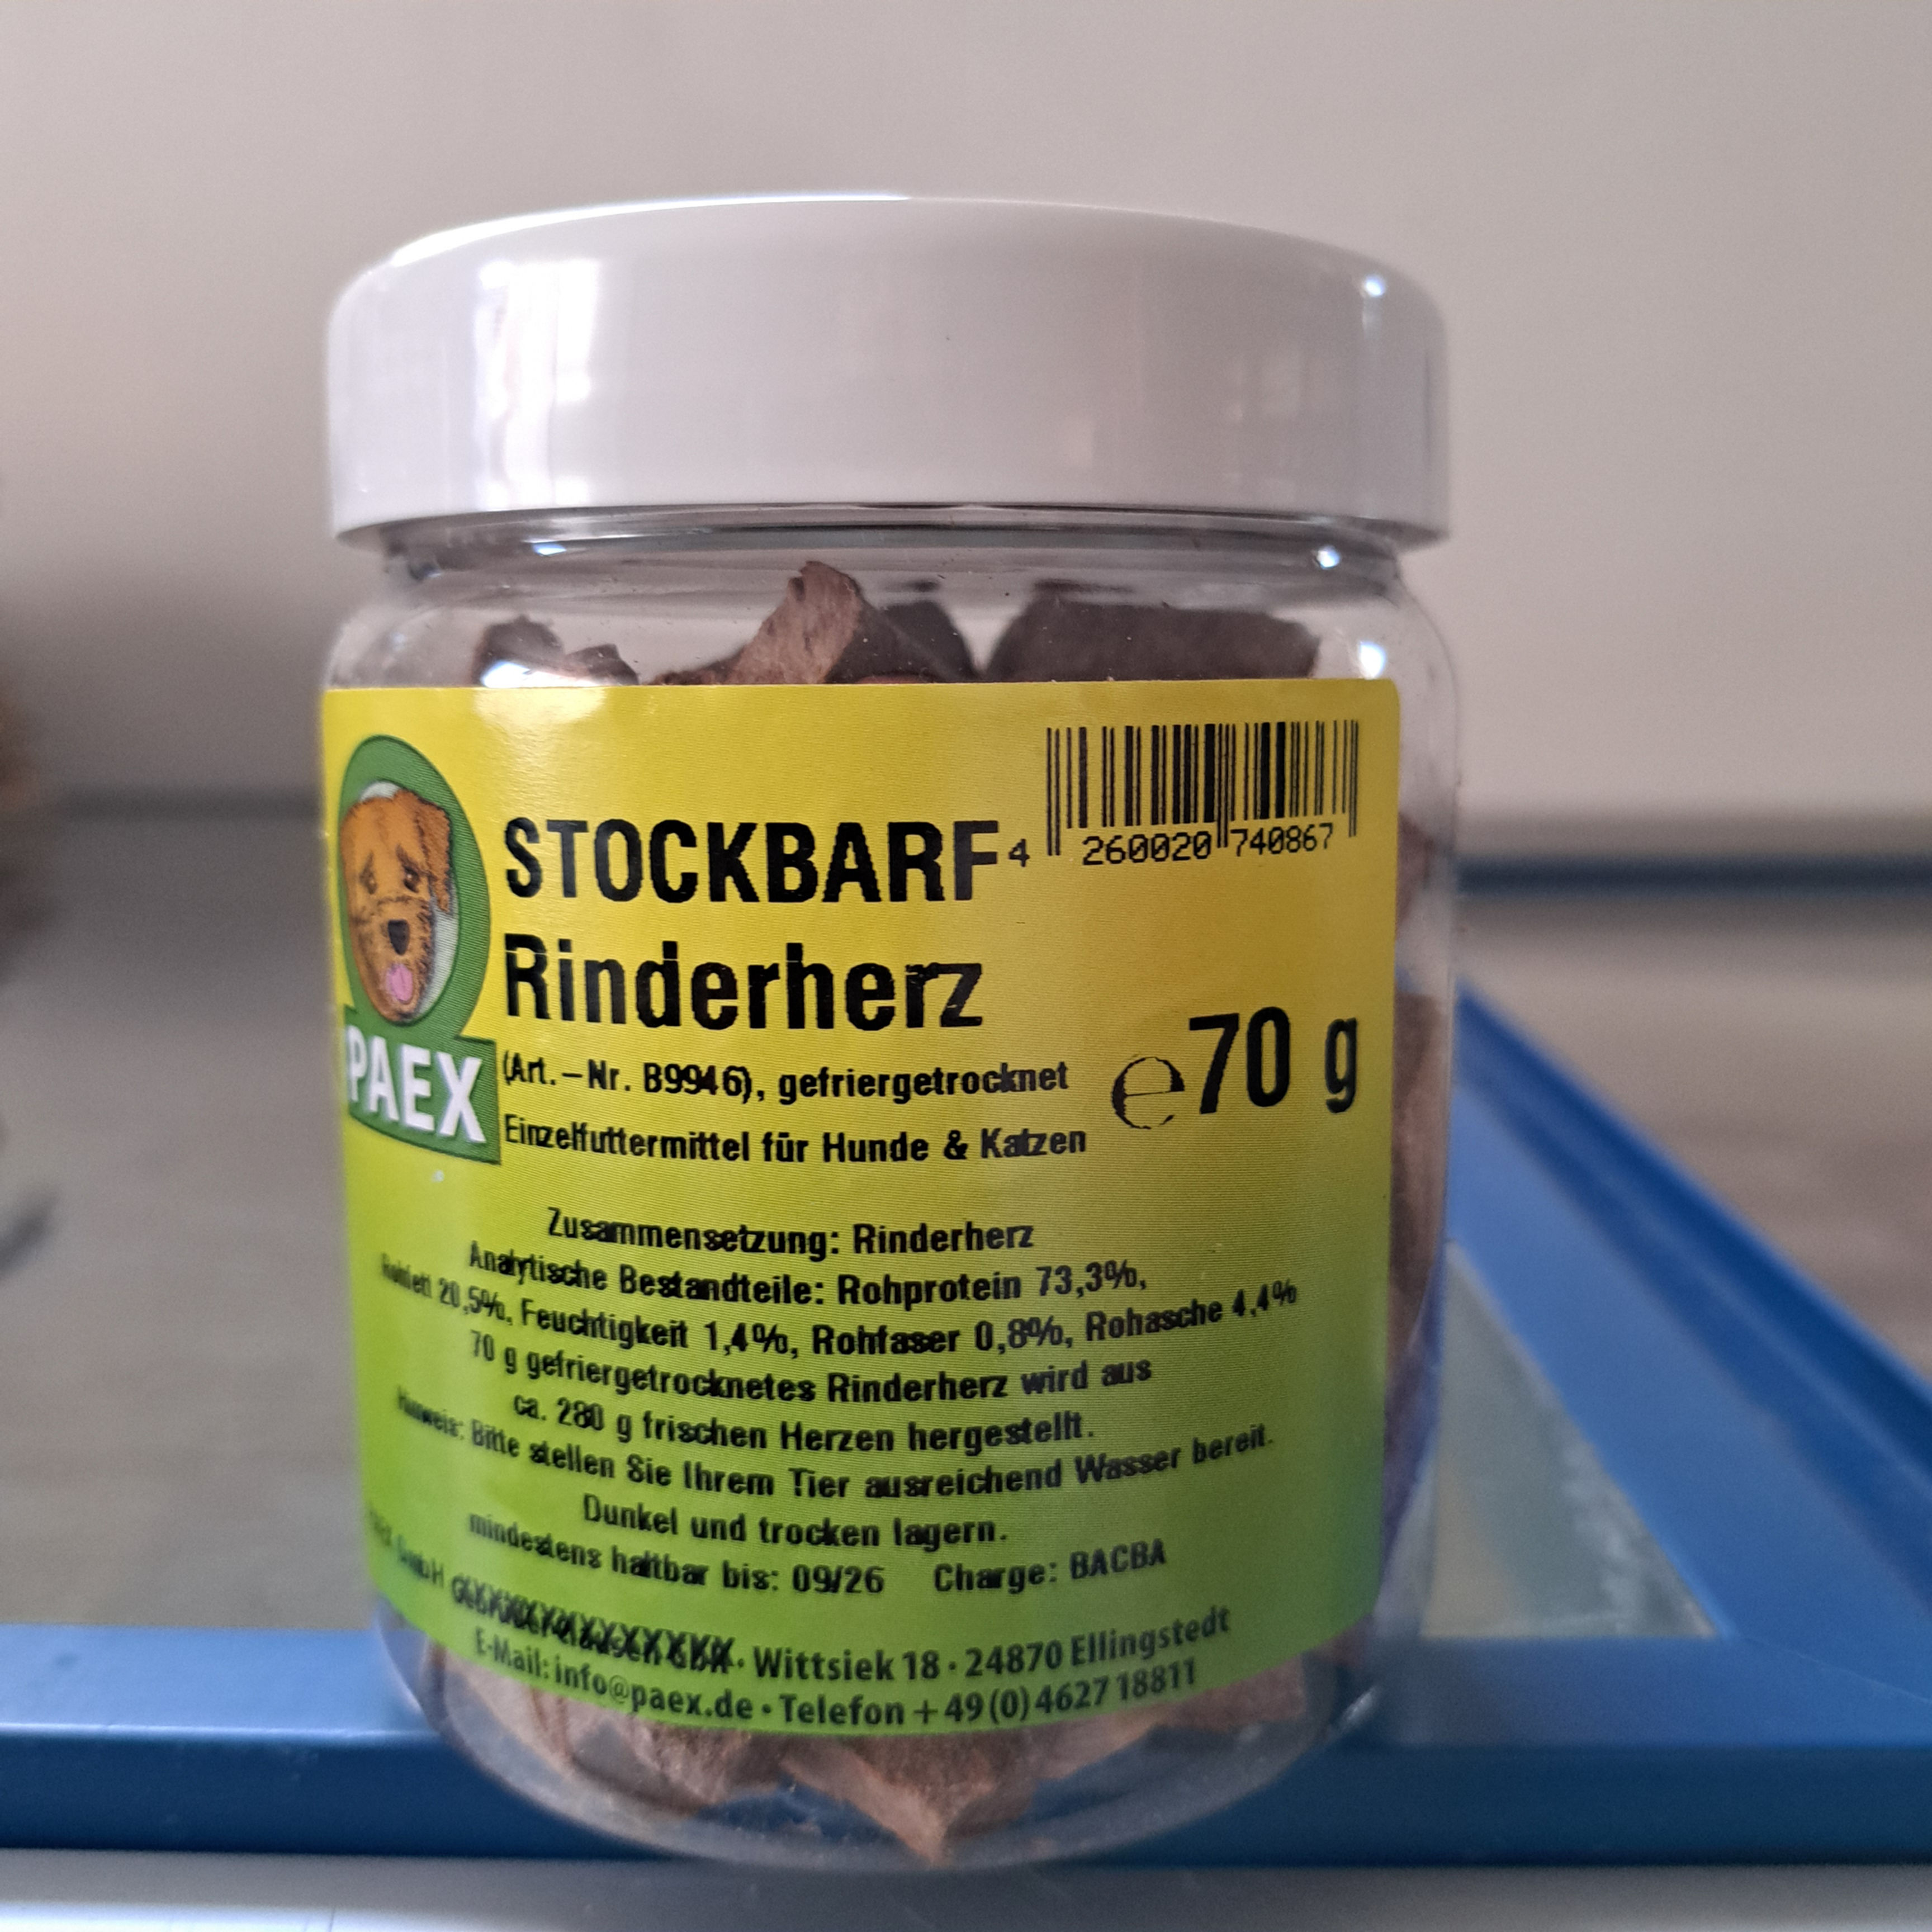 STOCKBARF
4 260020 740867
Rinderherz
(Art.-Nr. B9946), gefriergetrocknet
e 70 g
PAEX
Einzelfuttermittel für Hunde & Katzen
Zusammensetzung: Rinderherz
Analytische Bestandteile: Rohprotein 73,3%,
Rohfett 20,5%, Feuchtigkeit 1,4%, Rohfaser 0,8%, Rohasche 4,4%
70 g gefriergetrocknetes Rinderherz wird aus
ca. 280 g frischen Herzen hergestellt.
Hinweis: Bitte stellen Sie Ihrem Tier ausreichend Wasser bereit.
Dunkel und trocken lagern.
mindestens haltbar bis: 09/26 Charge: BACBA
GmbH · Wittsiek 18 · 24870 Ellingstedt
E-Mail: info@paex.de · Telefon +49 (0) 4627 18811